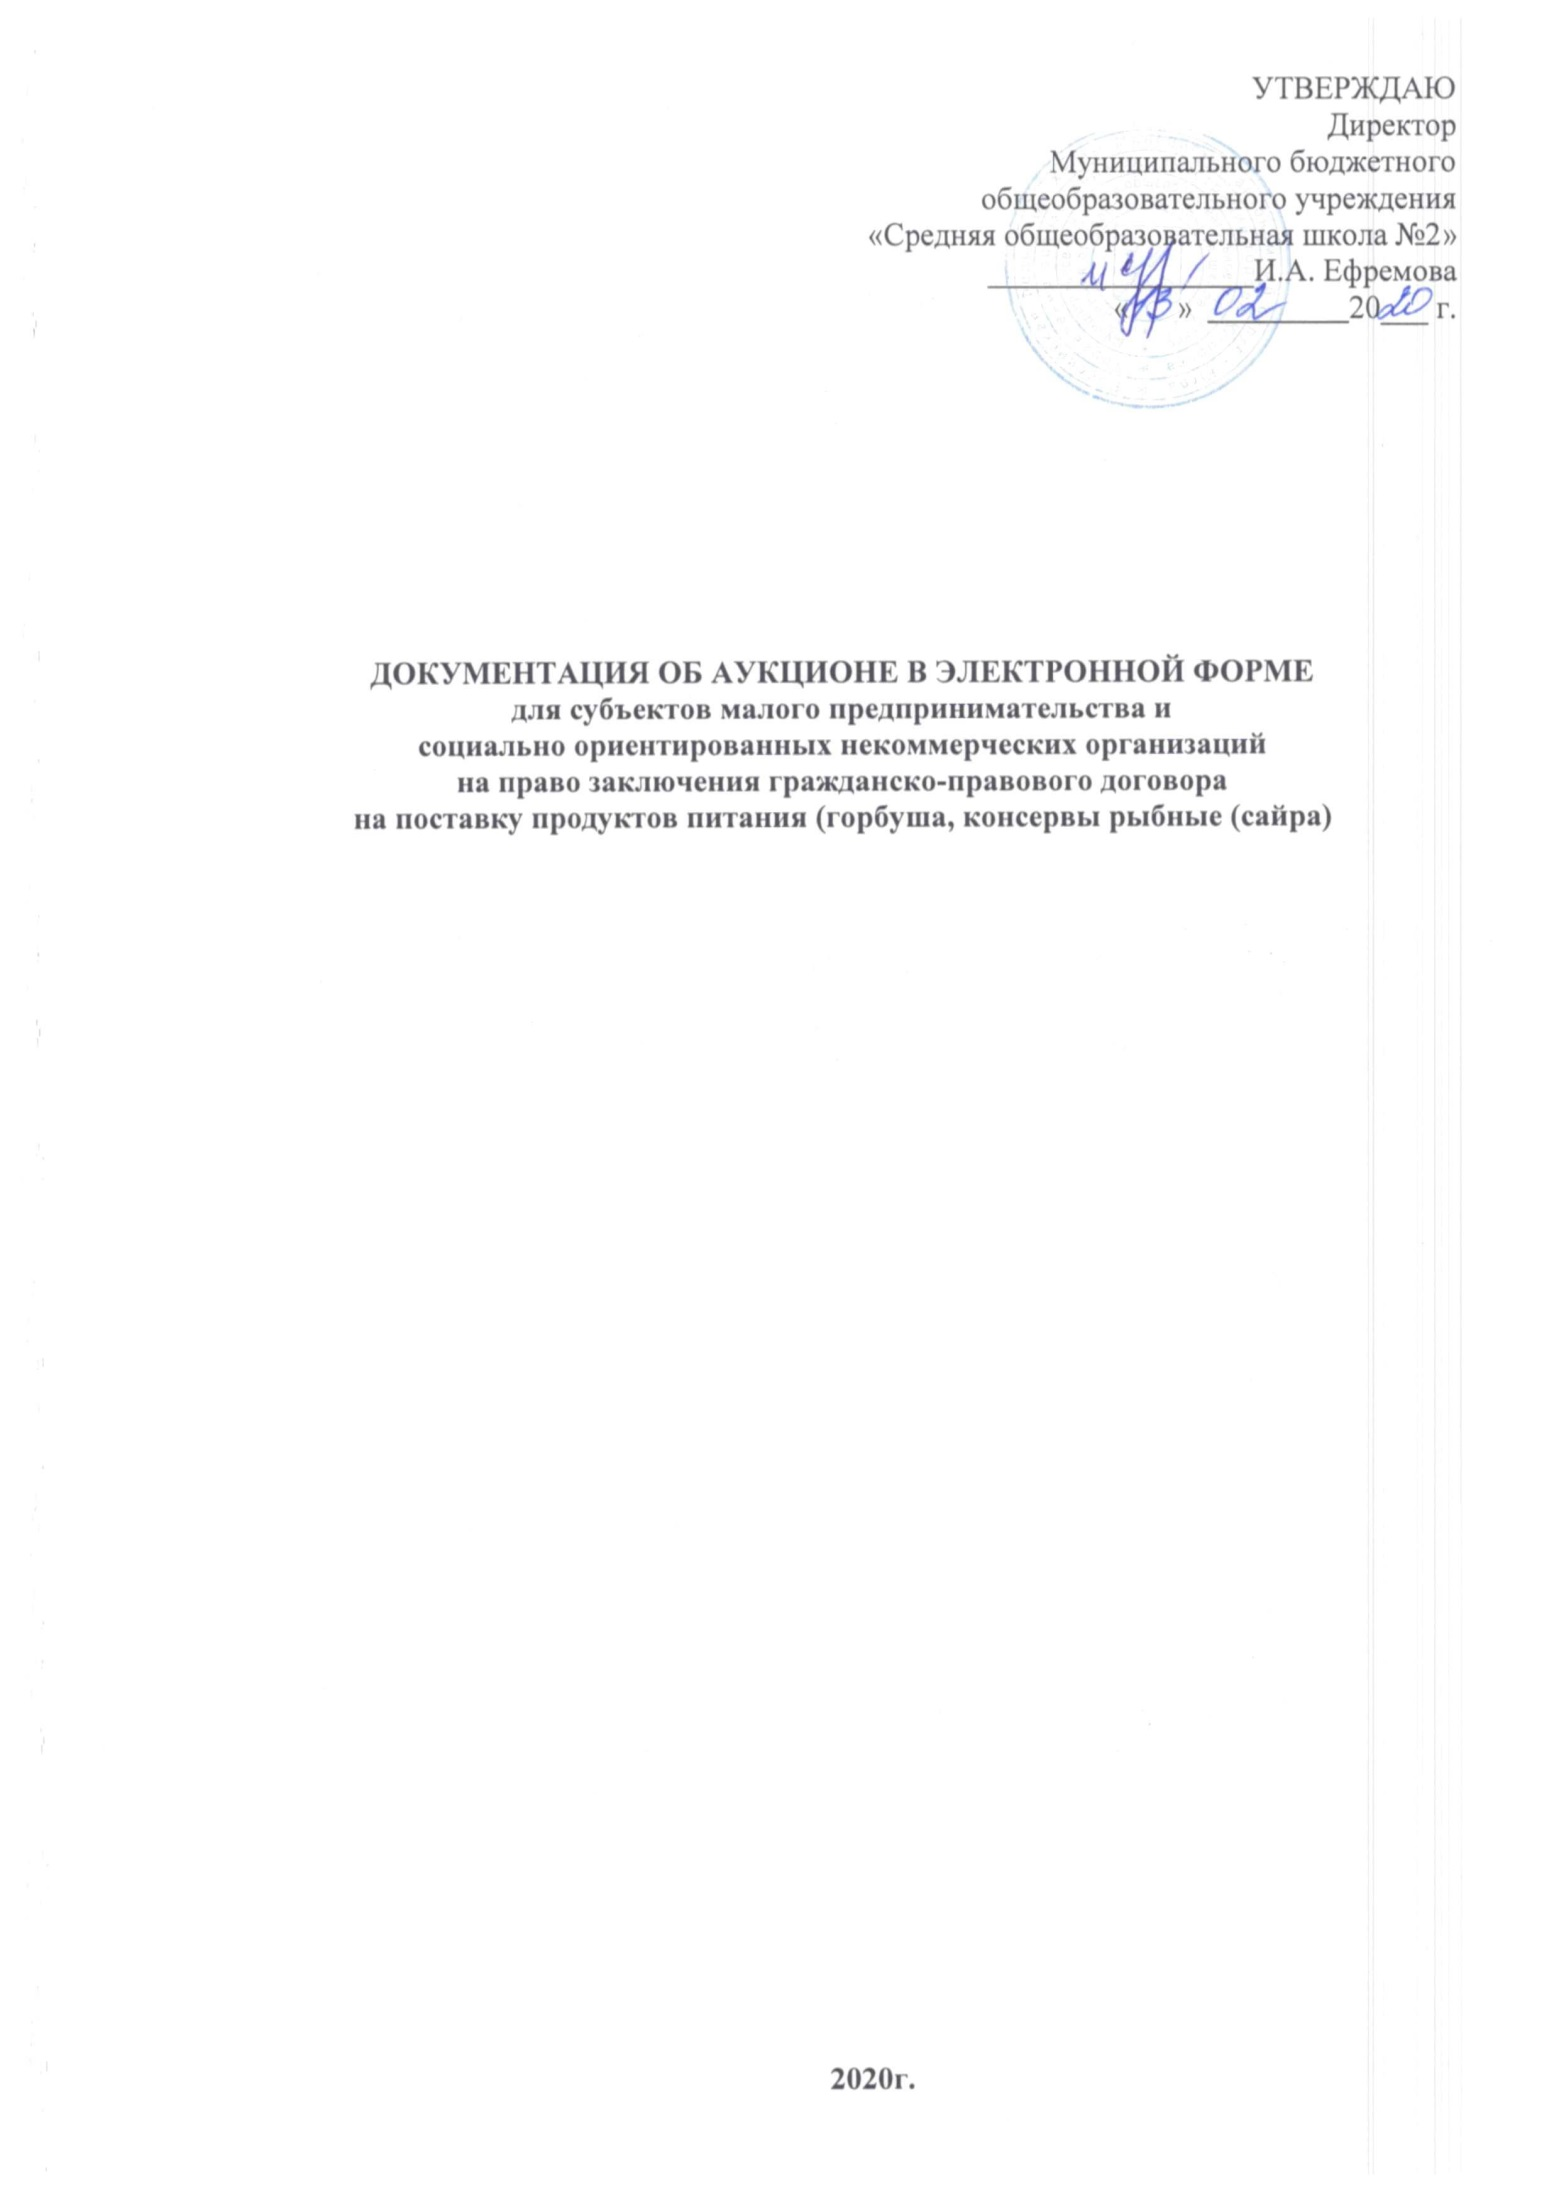 УТВЕРЖДАЮ
Директор
Муниципального бюджетного
общеобразовательного учреждения
«Средняя общеобразовательная школа №2»
И.А. Ефремова
« » 02 2020 г.
ДОКУМЕНТАЦИЯ ОБ АУКЦИОНЕ В ЭЛЕКТРОННОЙ ФОРМЕ
для субъектов малого предпринимательства и
социально ориентированных некоммерческих организаций
на право заключения гражданско-правового договора
на поставку продуктов питания (горбуша, консервы рыбные (сайра)
2020г.